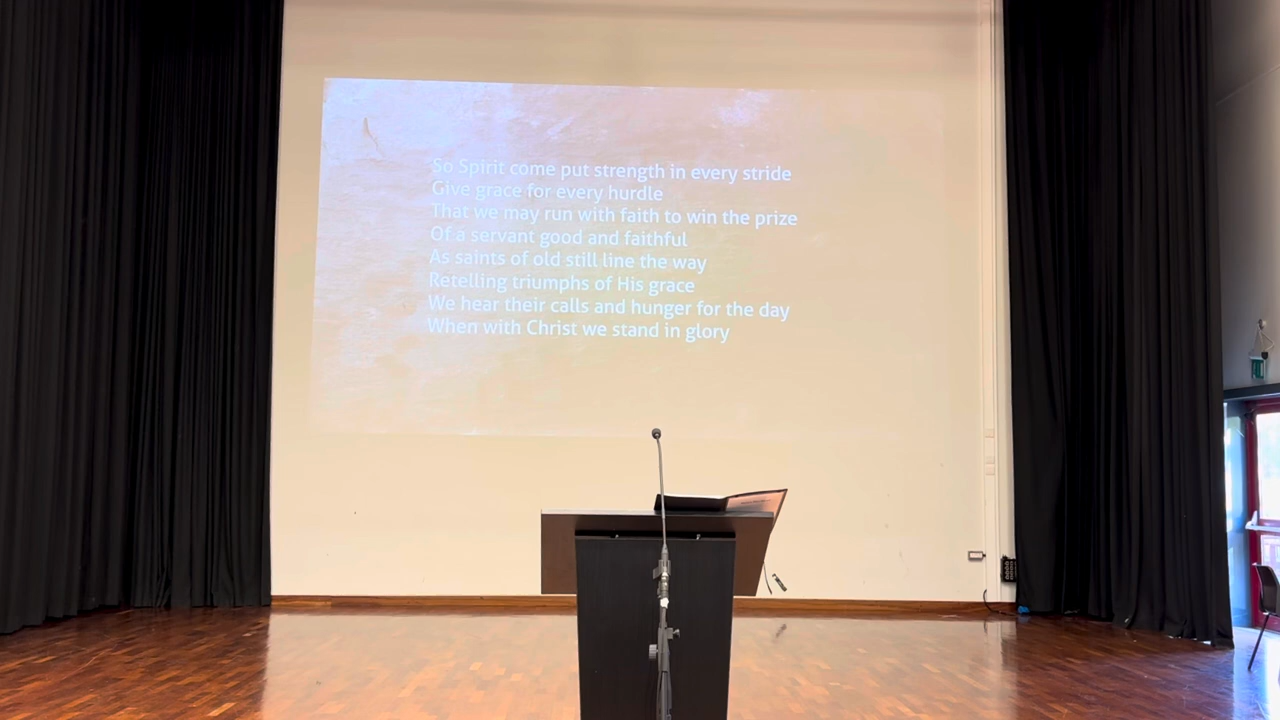 So Spirit come put strength in every stride
Give grace for every hurdle
That we may run with faith to win the prize
Of a servant good and faithful
As saints of old still line the way
Retelling triumphs of His grace
We hear their calls and hunger for the day
When with Christ we stand in glory